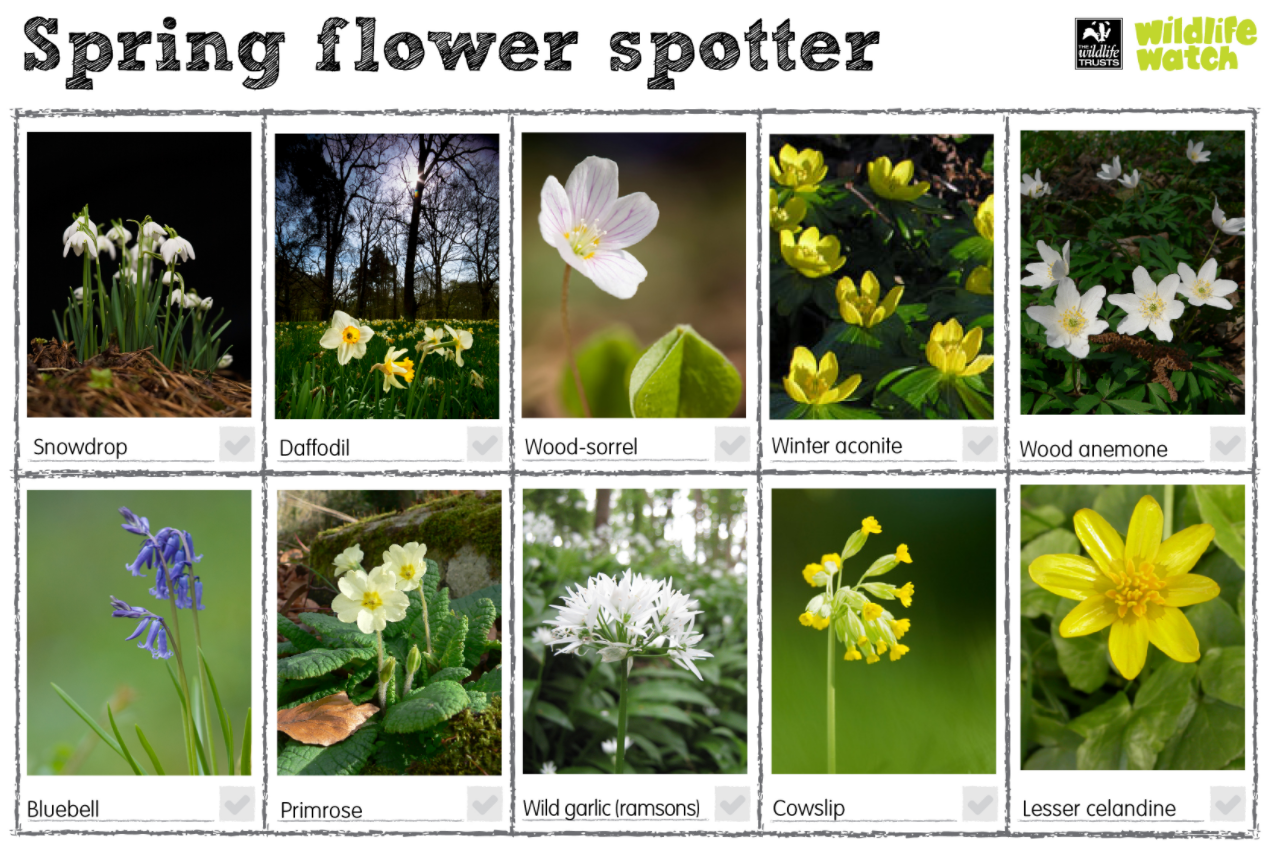 Spring flower spotter
THE
wildlife
TRUSTS
wildlife
watch
Snowdrop
Daffodil
Wood-sorrel
Winter aconite
Wood anemone
Bluebell
Primrose
Wild garlic (ramsons)
Cowslip
Lesser celandine